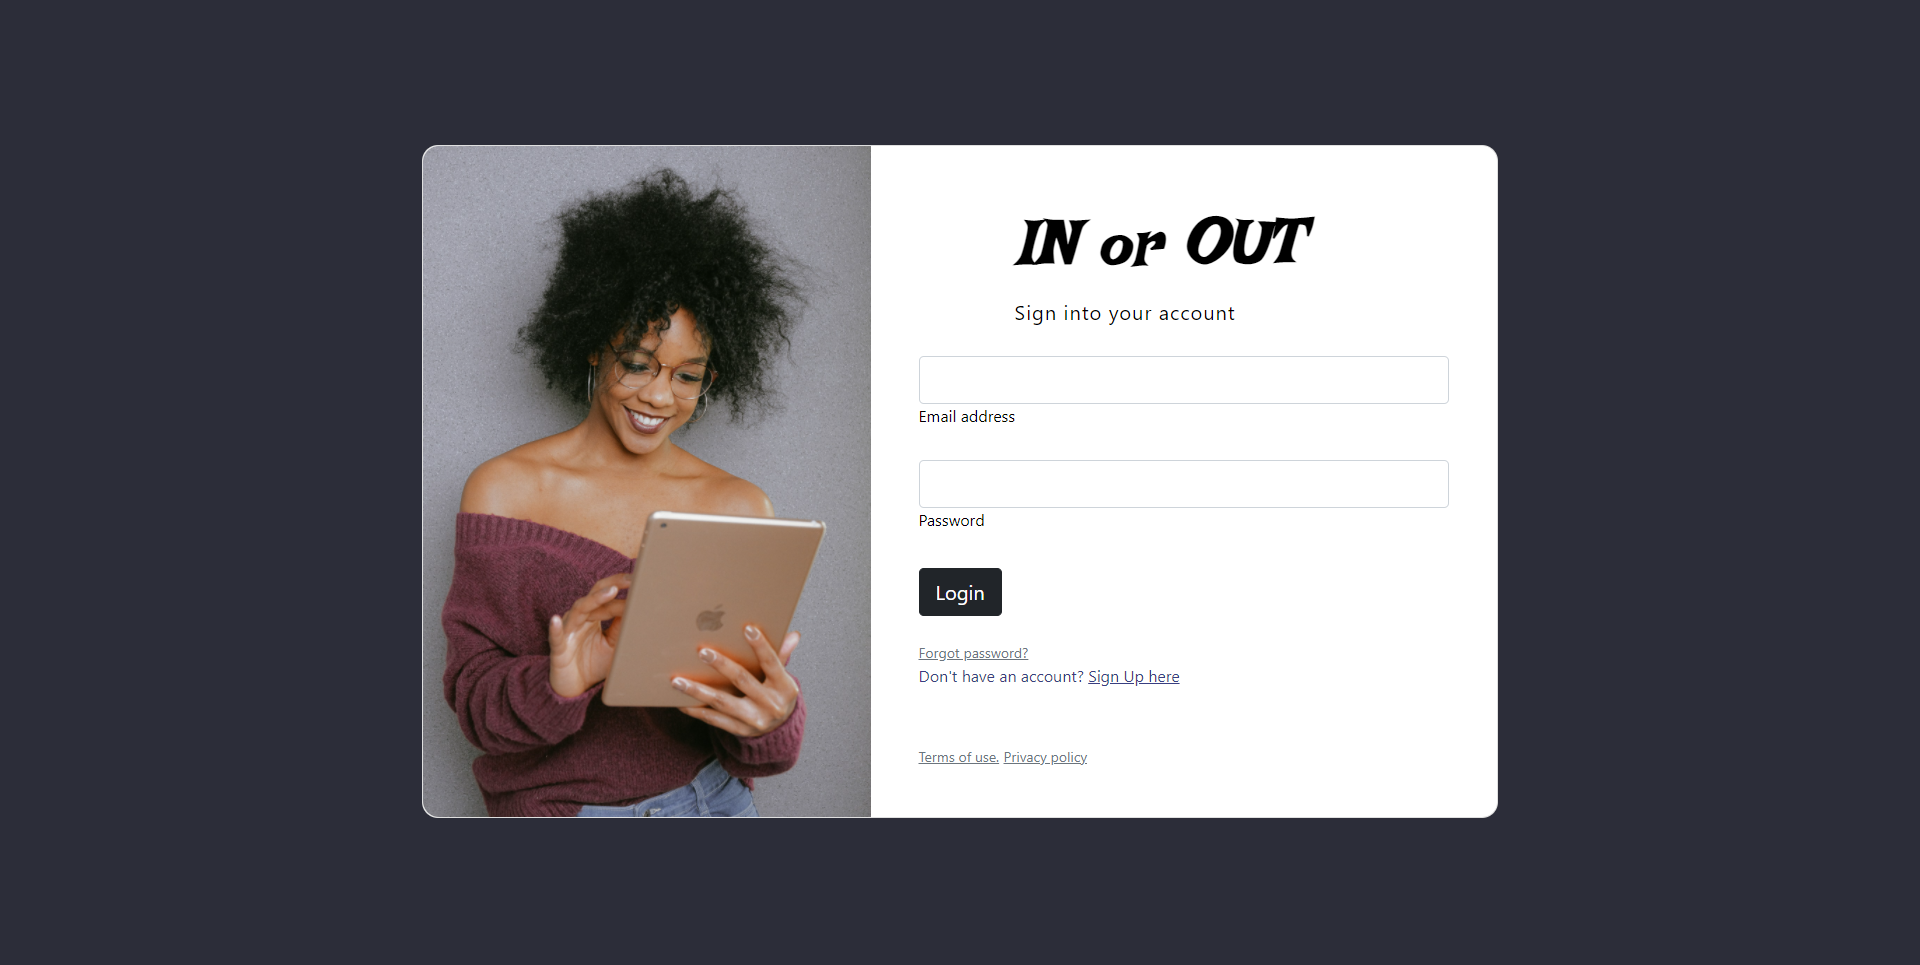 IN or OUT
Sign into your account
Email address
Password
Login
Forgot password?
Don't have an account? Sign Up here
Terms of use. Privacy policy